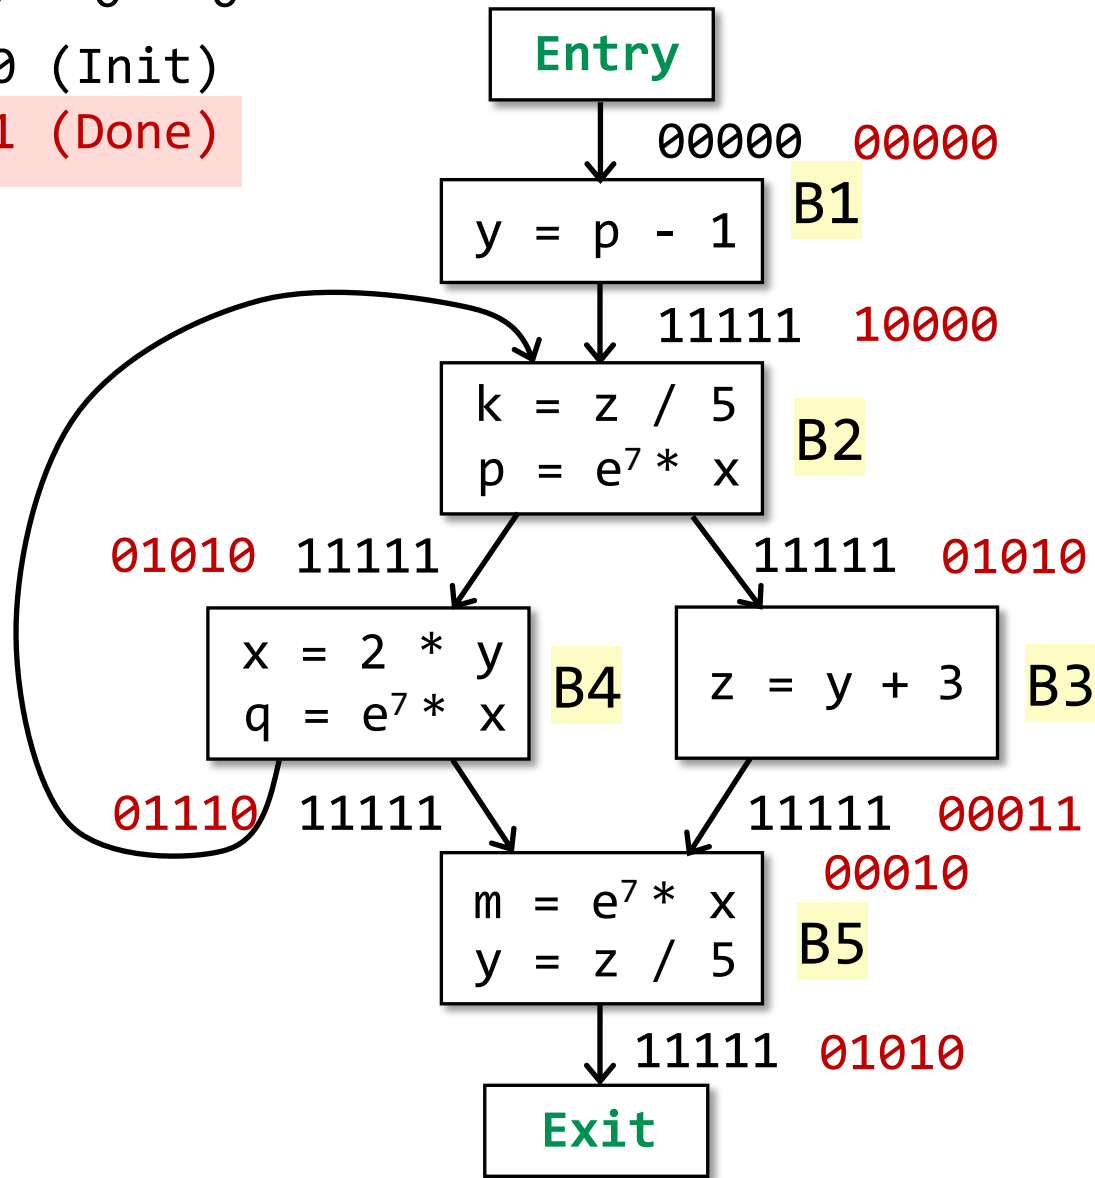 0 (Init)
1 (Done)
Entry
00000 00000
B1
y = p - 1
11111 10000
k = z / 5
p = e⁷ * x
B2
01010 11111
11111 01010
x = 2 * y
q = e⁷ * x
B4
z = y + 3
B3
01110 11111
11111 00011
00010
m = e⁷ * x
y = z / 5
B5
11111 01010
Exit